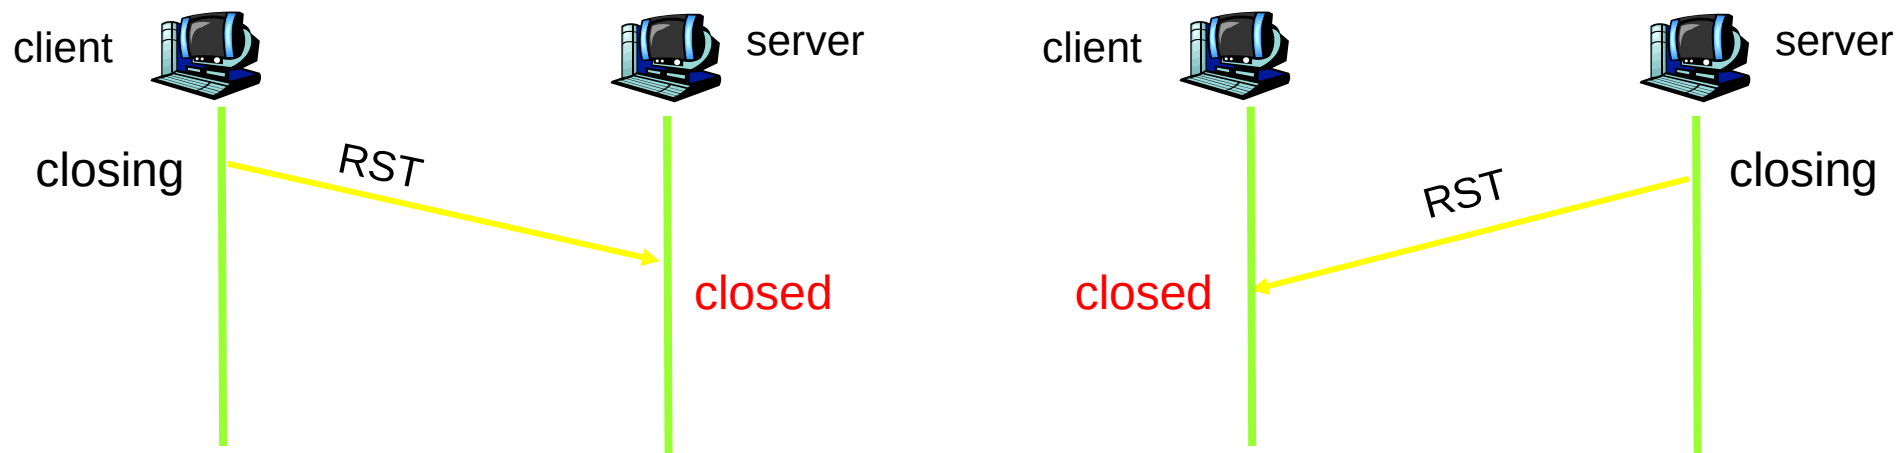 client
server
closing
RST
closed
client
server
closing
RST
closed